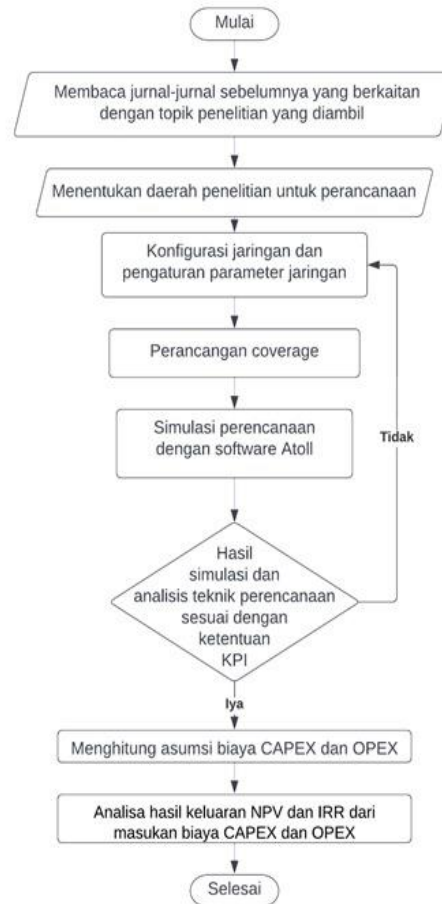 Mulai
Membaca jurnal-jurnal sebelumnya yang berkaitan
dengan topik penelitian yang diambil
Menentukan daerah penelitian untuk perancanaan
Konfigurasi jaringan dan
pengaturan parameter jaringan
Perancangan coverage
Simulasi perencanaan
dengan software Atoll
Tidak
Hasil
simulasi dan
analisis teknik perencanaan
sesuai dengan
ketentuan
KPI
Iya
Menghitung asumsi biaya CAPEX dan OPEX
Analisa hasil keluaran NPV dan IRR dari
masukan biaya CAPEX dan OPEX
Selesai